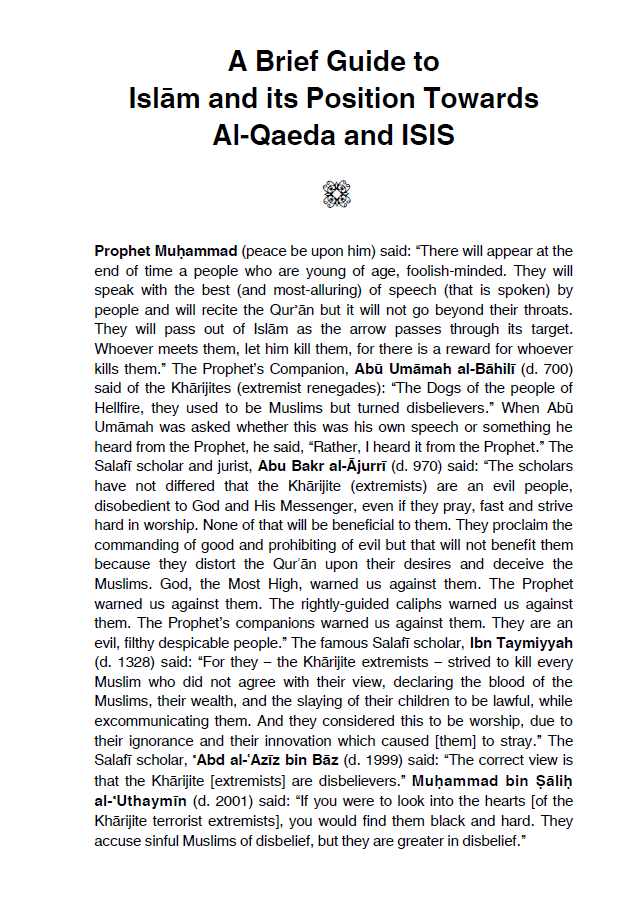 A Brief Guide to
Islām and its Position Towards
Al-Qaeda and ISIS
Prophet Muḥammad (peace be upon him) said: “There will appear at the
end of time a people who are young of age, foolish-minded. They will
speak with the best (and most-alluring) of speech (that is spoken) by
people and will recite the Qurʾān but it will not go beyond their throats.
They will pass out of Islām as the arrow passes through its target.
Whoever meets them, let him kill them, for there is a reward for whoever
kills them.” The Prophet’s Companion, Abū Umāmah al-Bāhilī (d. 700)
said of the Khārijites (extremist renegades): “The Dogs of the people of
Hellfire, they used to be Muslims but turned disbelievers.” When Abū
Umāmah was asked whether this was his own speech or something he
heard from the Prophet, he said, “Rather, I heard it from the Prophet.” The
Salafī scholar and jurist, Abu Bakr al-Ājurrī (d. 970) said: “The scholars
have not differed that the Khārijite (extremists) are an evil people,
disobedient to God and His Messenger, even if they pray, fast and strive
hard in worship. None of that will be beneficial to them. They proclaim the
commanding of good and prohibiting of evil but that will not benefit them
because they distort the Qurʾān upon their desires and deceive the
Muslims. God, the Most High, warned us against them. The Prophet
warned us against them. The rightly-guided caliphs warned us against
them. The Prophet’s companions warned us against them. They are an
evil, filthy despicable people.” The famous Salafī scholar, Ibn Taymiyyah
(d. 1328) said: “For they – the Khārijite extremists – strived to kill every
Muslim who did not agree with their view, declaring the blood of the
Muslims, their wealth, and the slaying of their children to be lawful, while
excommunicating them. And they considered this to be worship, due to
their ignorance and their innovation which caused [them] to stray.” The
Salafī scholar, ʿAbd al-ʿAzīz bin Bāz (d. 1999) said: “The correct view is
that the Khārijite [extremists] are disbelievers.” Muḥammad bin Ṣāliḥ
al-ʿUthaymīn (d. 2001) said: “If you were to look into the hearts [of the
Khārijite terrorist extremists], you would find them black and hard. They
accuse sinful Muslims of disbelief, but they are greater in disbelief.”